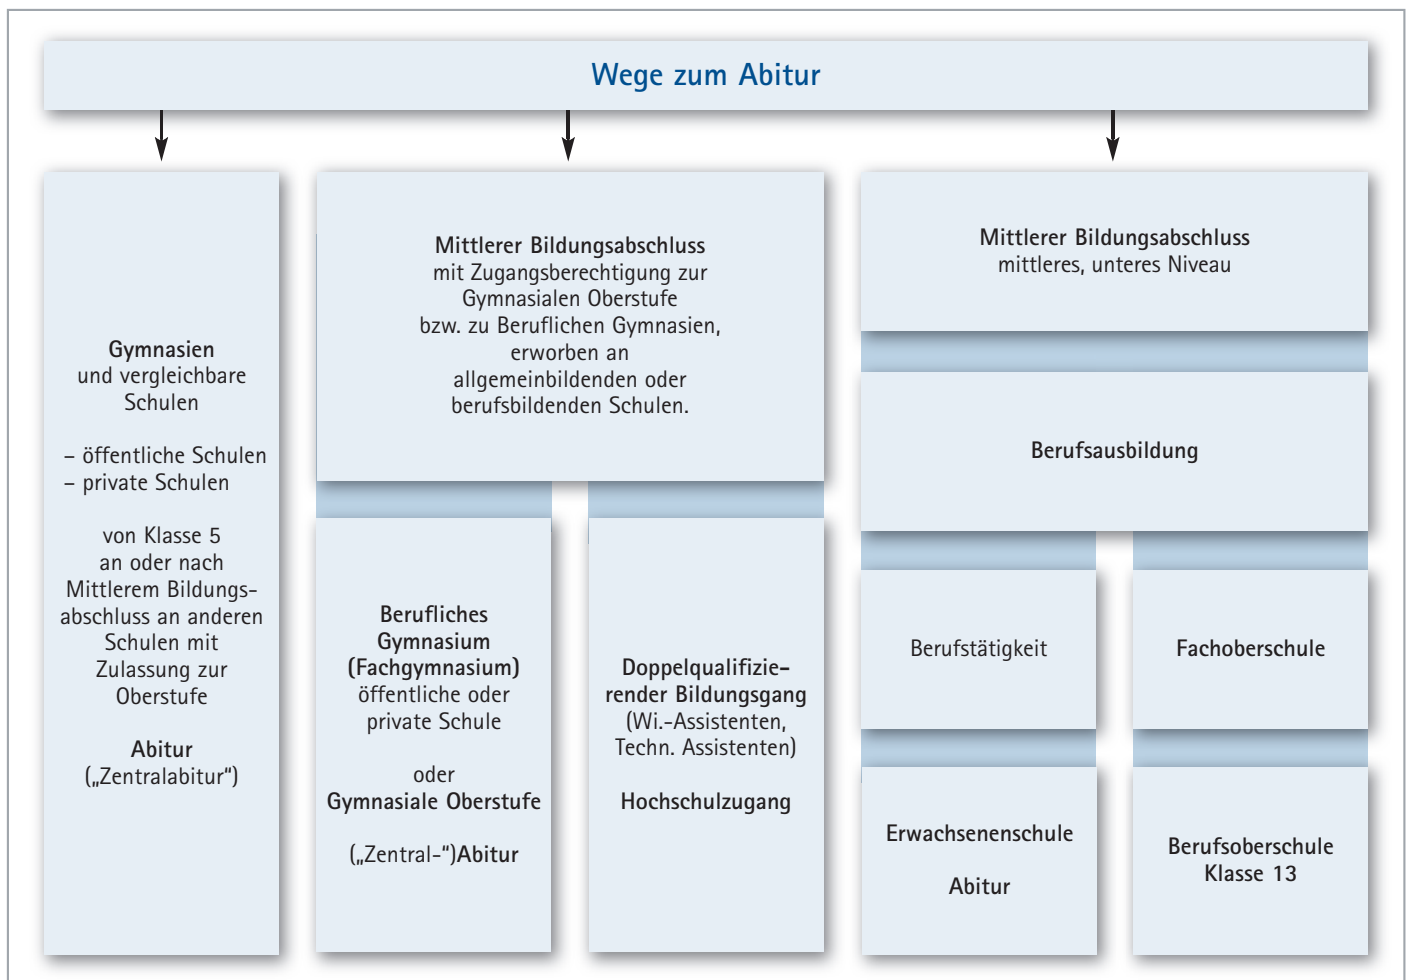 Wege zum Abitur
Gymnasien
und vergleichbare
Schulen
– öffentliche Schulen
– private Schulen
von Klasse 5
an oder nach
Mittlerem Bildungs-
abschluss an anderen
Schulen mit
Zulassung zur
Oberstufe
Abitur
(„Zentralabitur“)
Mittlerer Bildungsabschluss
mit Zugangsberechtigung zur
Gymnasialen Oberstufe
bzw. zu Beruflichen Gymnasien,
erworben an
allgemeinbildenden oder
berufsbildenden Schulen.
Berufliches
Gymnasium
(Fachgymnasium)
öffentliche oder
private Schule
oder
Gymnasiale Oberstufe
(„Zentral-“)Abitur
Doppelqualifizie-
render Bildungsgang
(Wi.-Assistenten,
Techn. Assistenten)
Hochschulzugang
Mittlerer Bildungsabschluss
mittleres, unteres Niveau
Berufsausbildung
Berufstätigkeit
Erwachsenenschule
Abitur
Fachoberschule
Berufsoberschule
Klasse 13